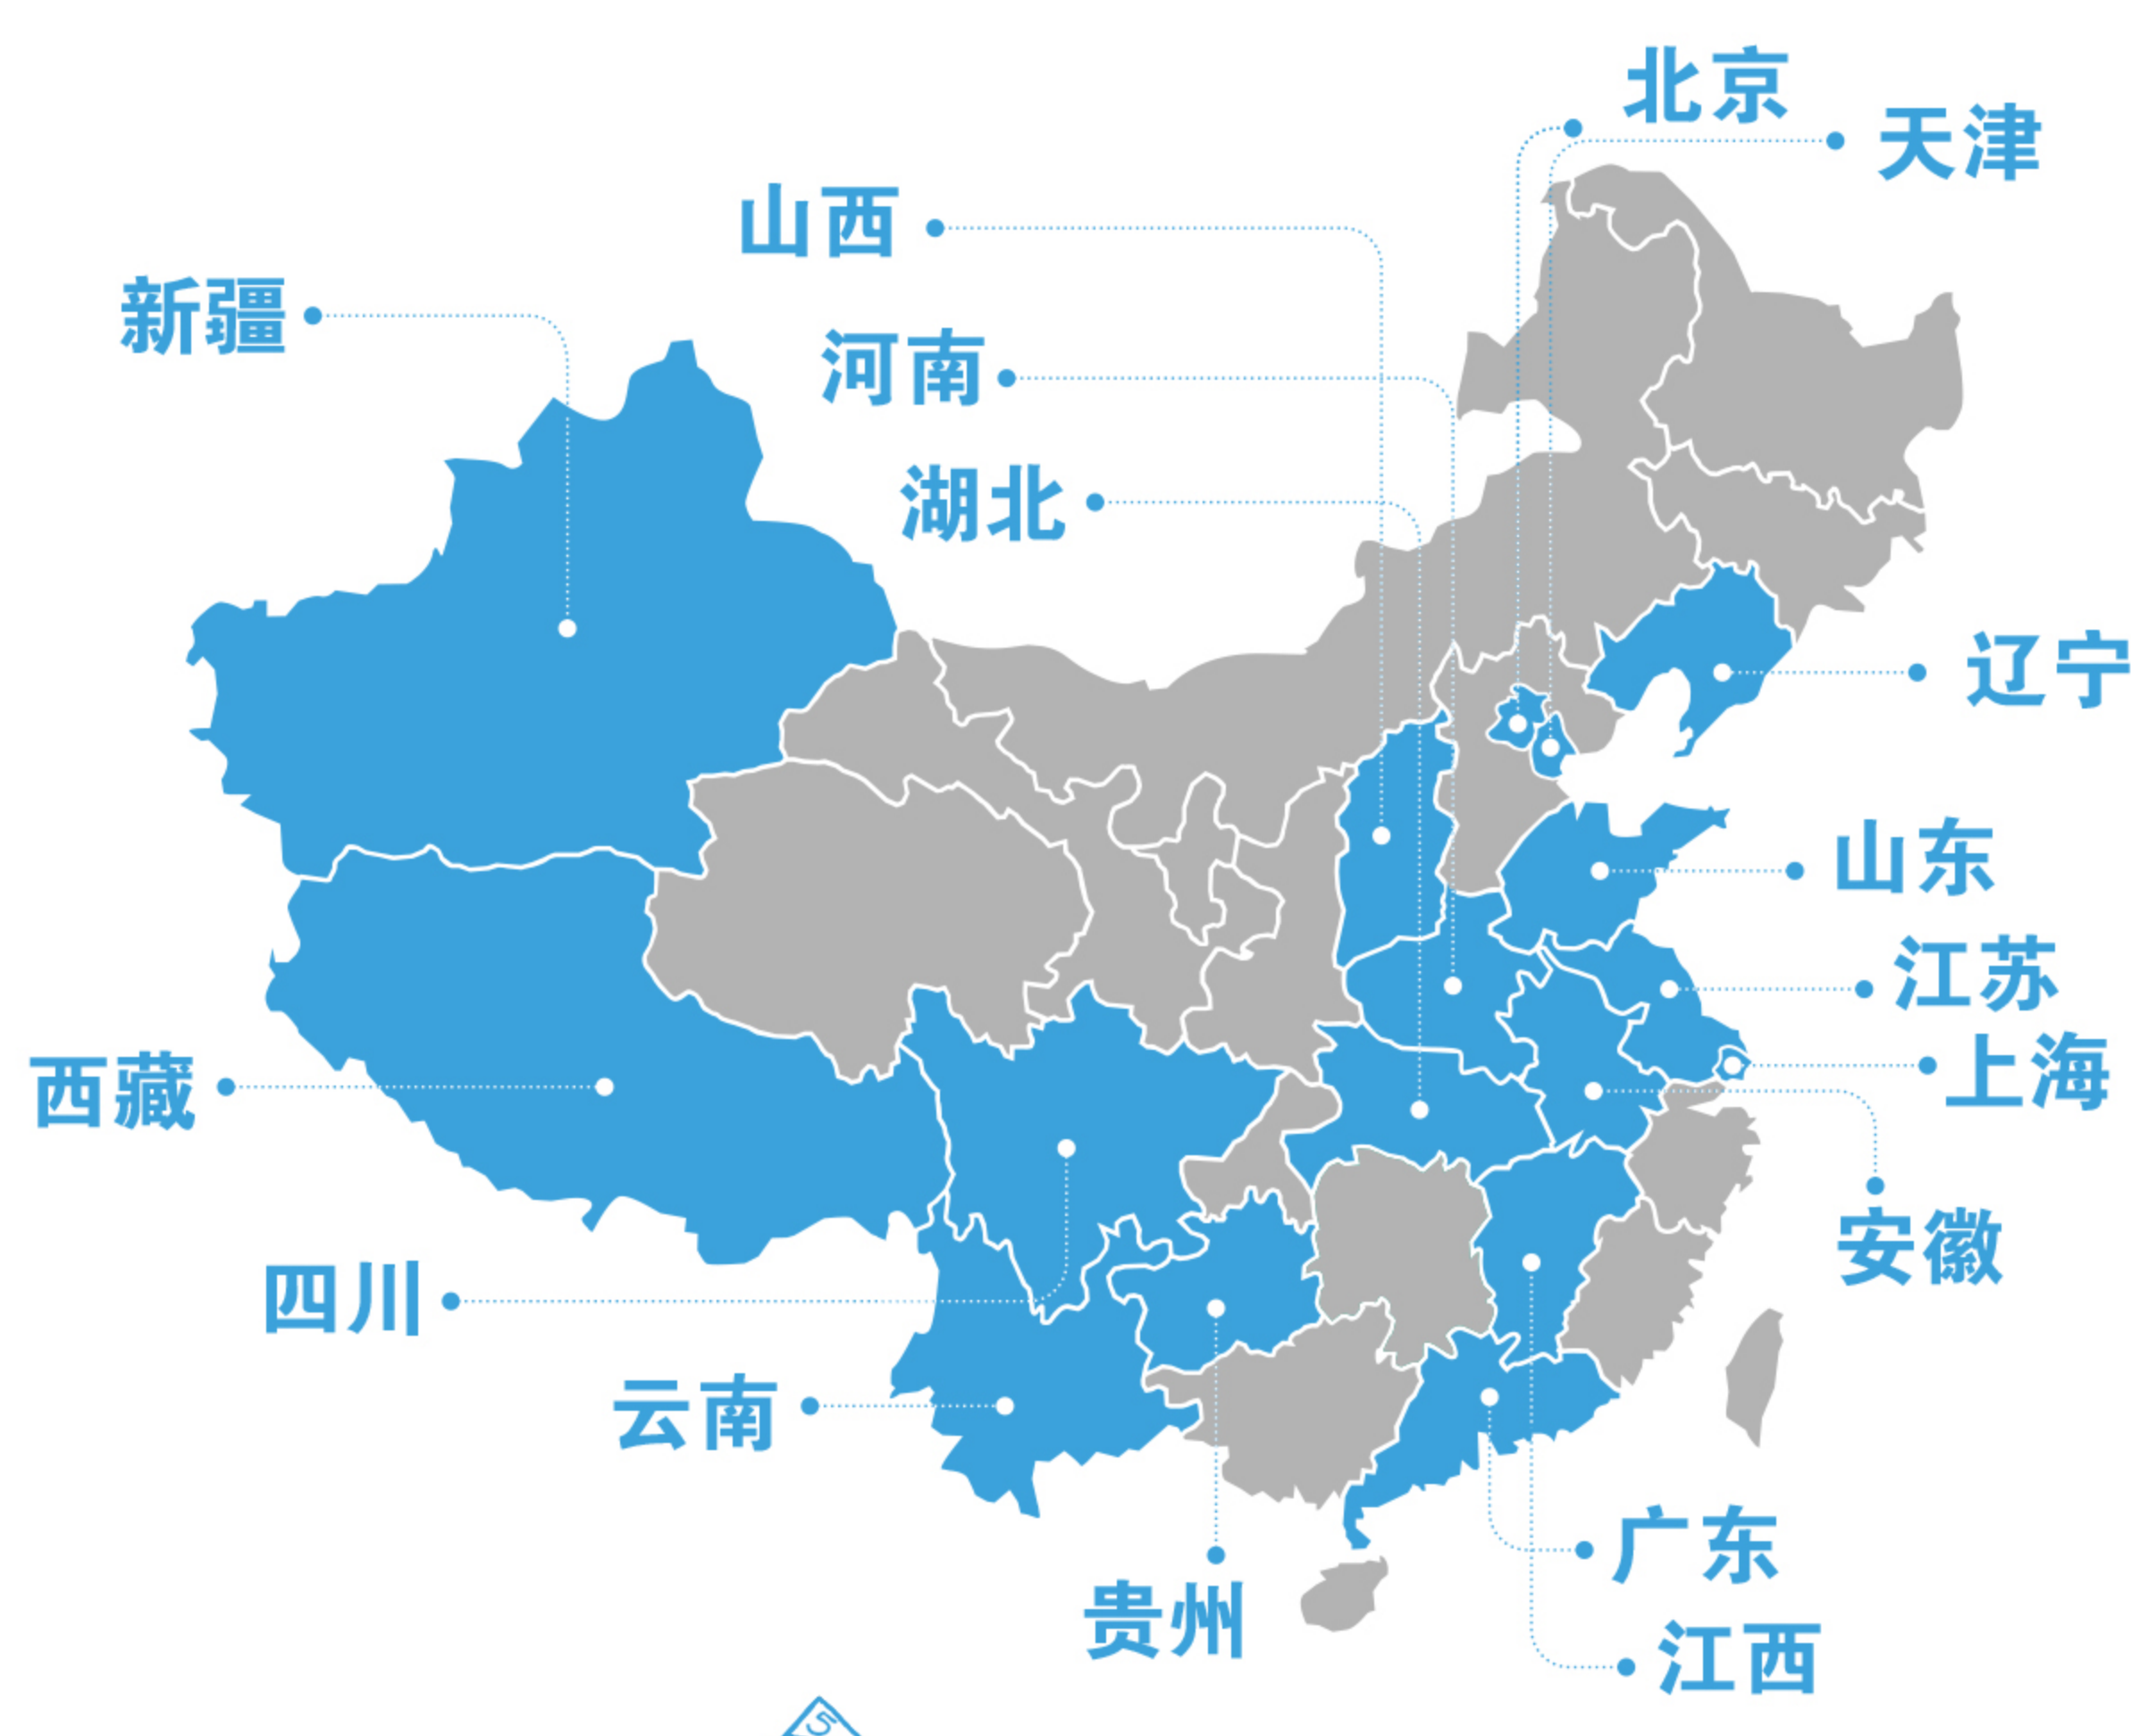 北京
天津
山西
新疆
河南
湖北
辽宁
山东
江苏
上海
西藏
安徽
四川
云南
广东
贵州
江西